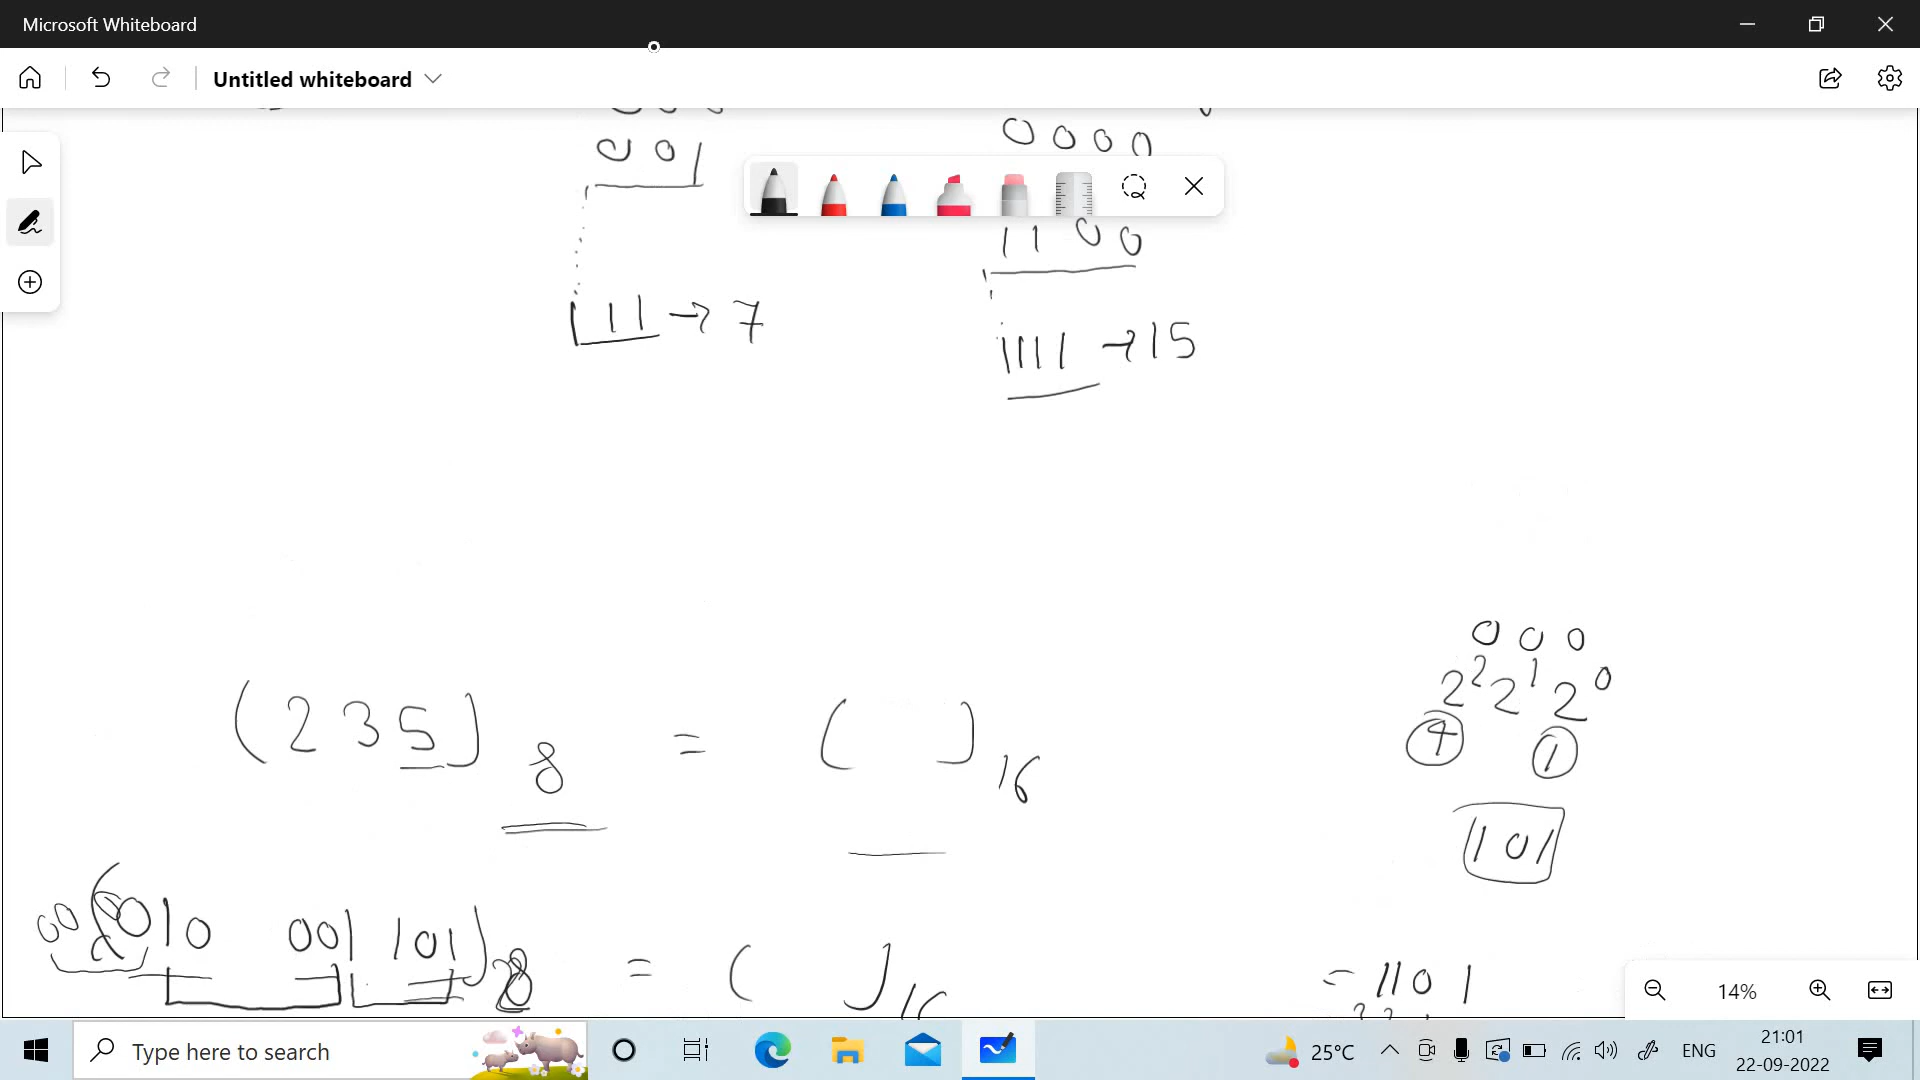 Microsoft Whiteboard
Untitled whiteboard
0 0 0 0
0 0 1
1 1 0 0
111 → 7
1111 → 15
0 0 0
2² 2¹ 2⁰
4 1
(235)₈ = ( )₁₆
101
00 010 001 101)
= ( )₁₆
= 1101
14%
Type here to search
25°C
ENG
21:01
22-09-2022